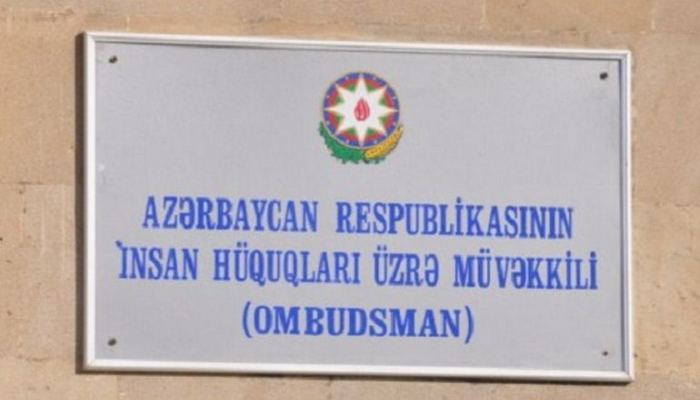 AZƏRBAYCAN RESPUBLİKASININ
İNSAN HÜQUQLARI ÜZRƏ MÜVƏKKİLİ
(OMBUDSMAN)